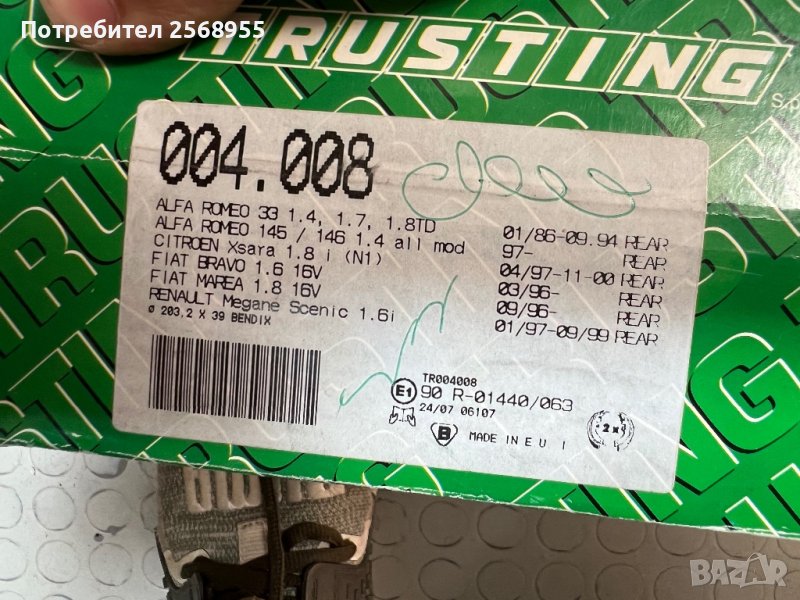 Потребител 2568955
TRUSTING
S.p.
004.008
ALFA ROMEO 33 1.4, 1.7, 1.8TD 01/86-09.94 REAR
ALFA ROMEO 145 / 146 1.4 all mod 97- REAR
CITROEN Xsara 1.8 i (N1) 04/97-11-00 REAR
FIAT BRAVO 1.6 16V 03/96- REAR
FIAT MAREA 1.8 16V 09/96- REAR
RENAULT Megane Scenic 1.6i 01/97-09/99 REAR
Ø 203,2 X 39 BENDIX
TR004008
E1 90 R-01440/063
24/07 06107
B MADE IN E U I
2x
BAZAR